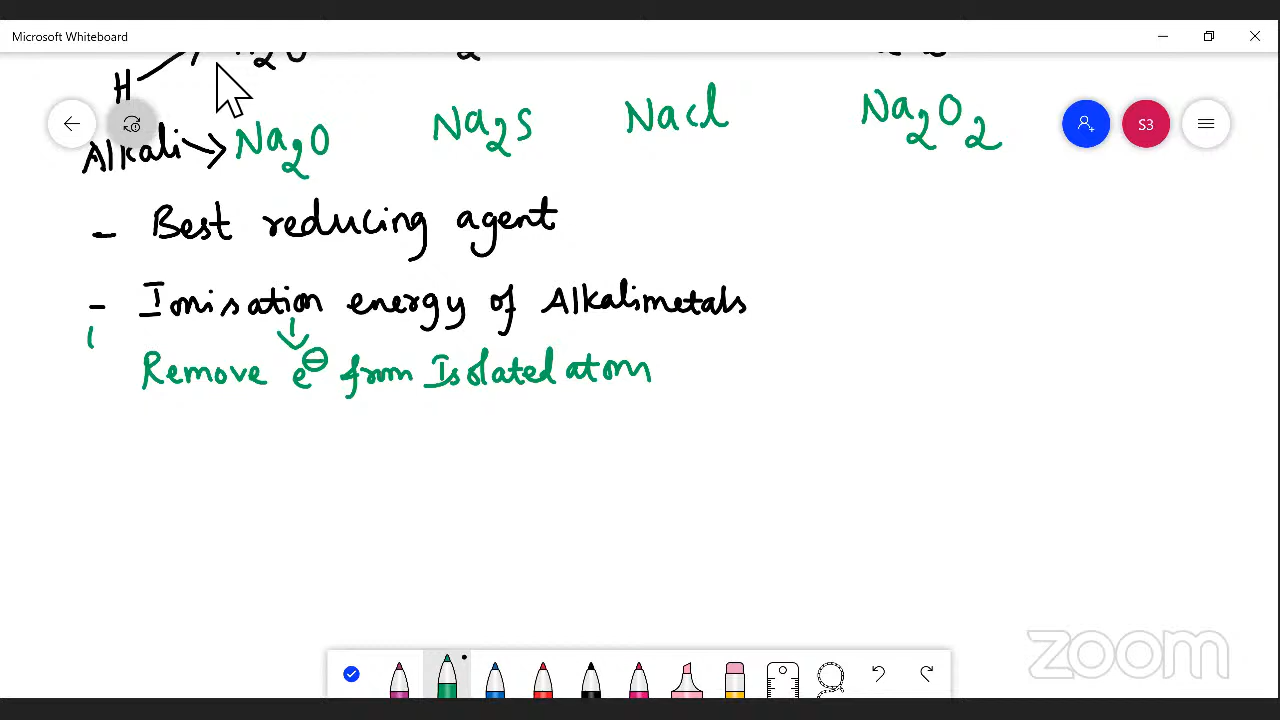 Microsoft Whiteboard
H
Alkali → Na2O Na2S NaCl Na2O2
S3
- Best reducing agent
- Ionisation energy of Alkalimetals
Remove e⊖ from Isolated atom
zoom